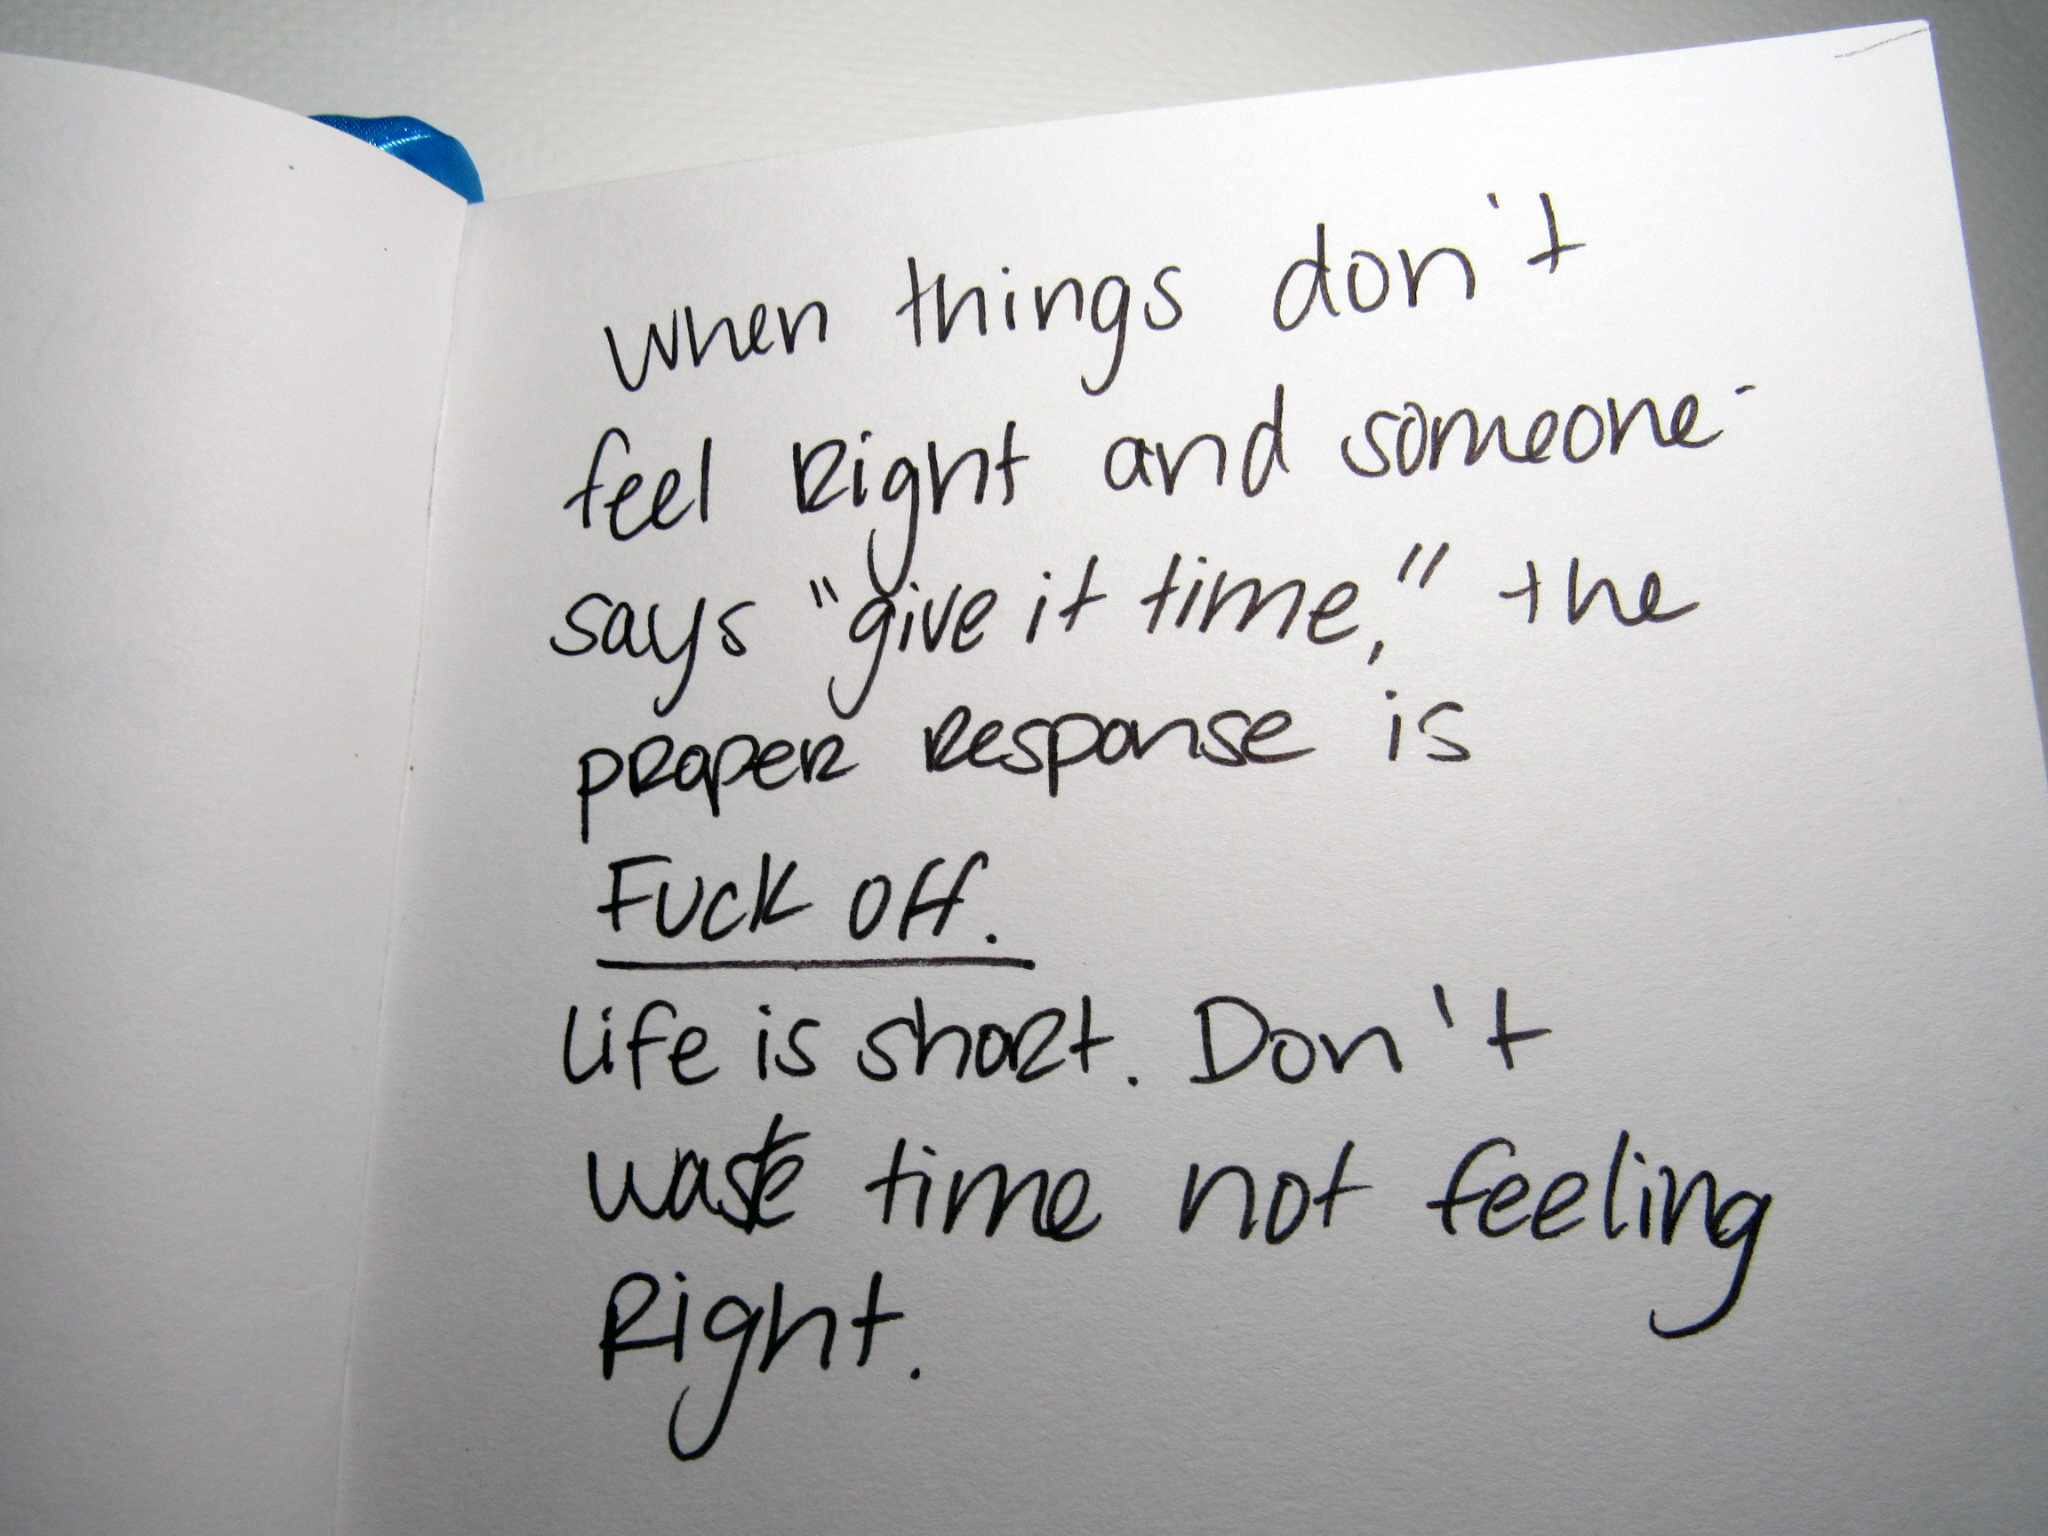 when things don't
feel Right and someone
says "give it time," the
proper response is
Fuck off.
Life is short. Don't
waste time not feeling
Right.